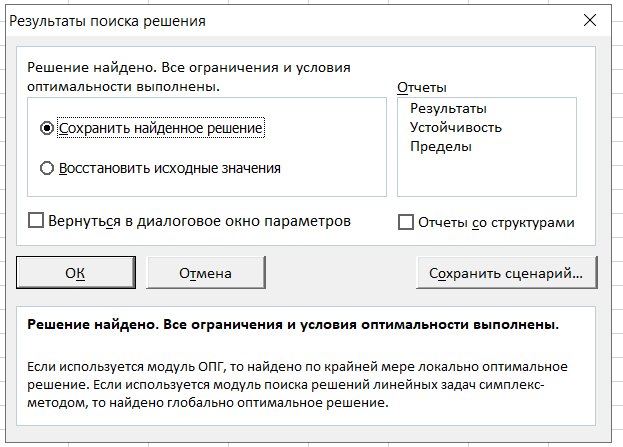 Результаты поиска решения
Решение найдено. Все ограничения и условия
оптимальности выполнены.
Сохранить найденное решение
Восстановить исходные значения
Отчеты
Результаты
Устойчивость
Пределы
Вернуться в диалоговое окно параметров
Отчеты со структурами
ОК
Отмена
Сохранить сценарий...
Решение найдено. Все ограничения и условия оптимальности выполнены.
Если используется модуль ОПГ, то найдено по крайней мере локально оптимальное
решение. Если используется модуль поиска решений линейных задач симплекс-
методом, то найдено глобально оптимальное решение.